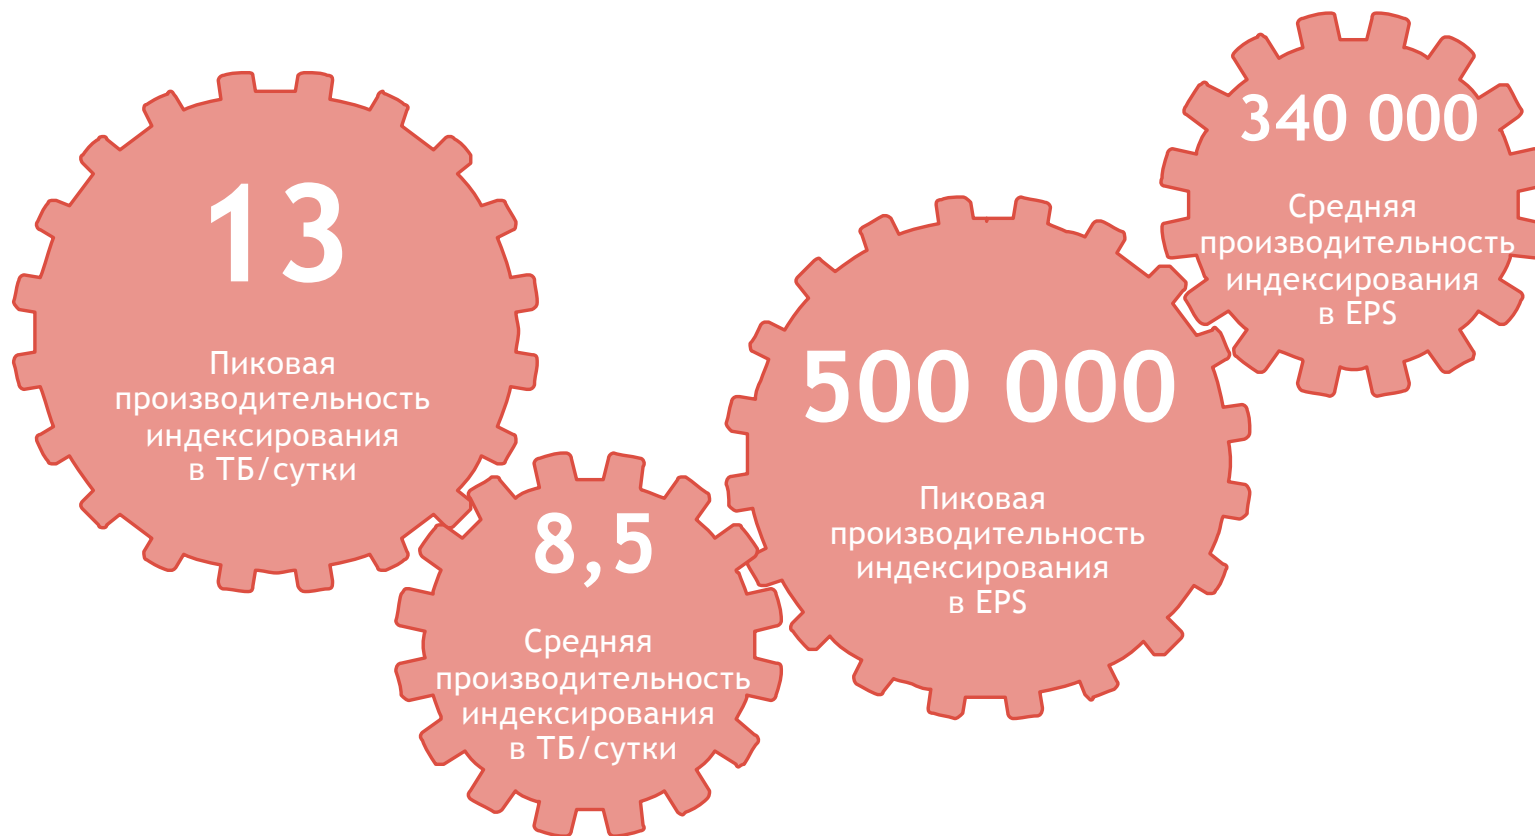 13
Пиковая
производительность
индексирования
в ТБ/сутки
8,5
Средняя
производительность
индексирования
в ТБ/сутки
500 000
Пиковая
производительность
индексирования
в EPS
340 000
Средняя
производительность
индексирования
в EPS